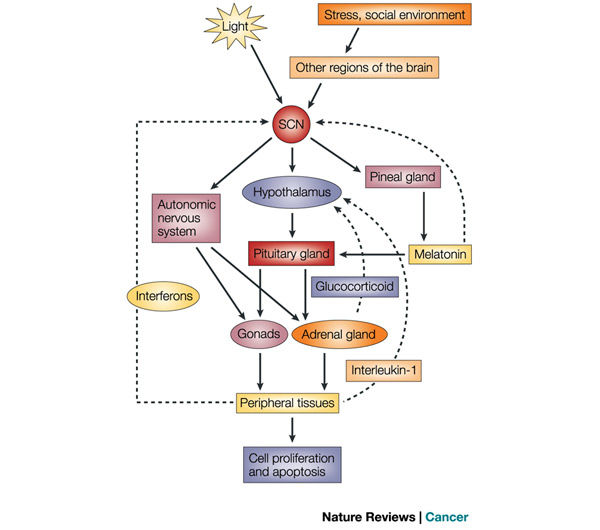 Light
Stress, social environment
Other regions of the brain
SCN
Pineal gland
Hypothalamus
Autonomic
nervous
system
Pituitary gland
Melatonin
Glucocorticoid
Interferons
Gonads
Adrenal gland
Interleukin-1
Peripheral tissues
Cell proliferation
and apoptosis
Nature Reviews | Cancer